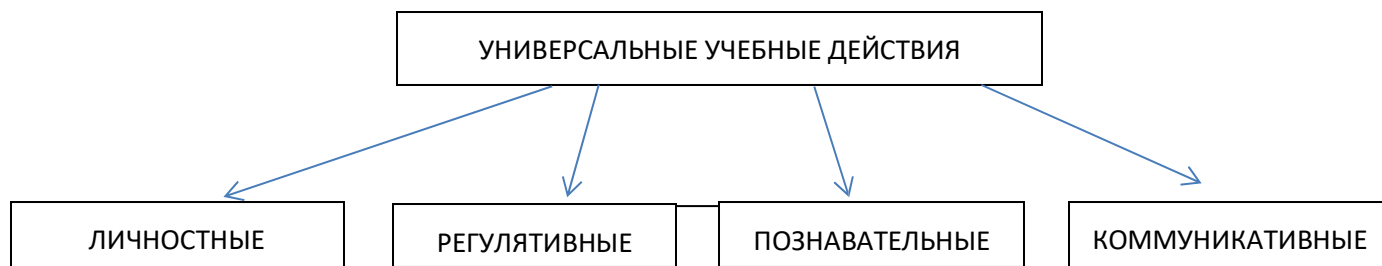 УНИВЕРСАЛЬНЫЕ УЧЕБНЫЕ ДЕЙСТВИЯ
ЛИЧНОСТНЫЕ
РЕГУЛЯТИВНЫЕ
ПОЗНАВАТЕЛЬНЫЕ
КОММУНИКАТИВНЫЕ